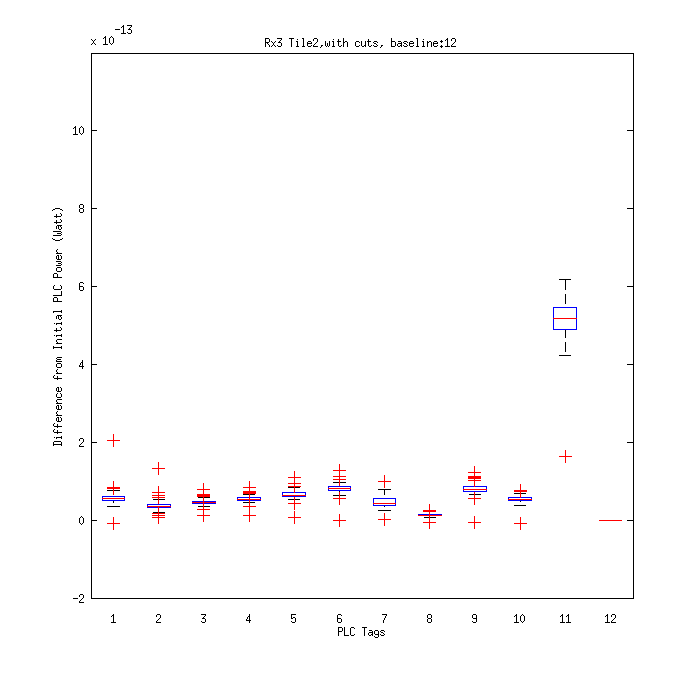 x 10-13
Rx3 Tile2,with cuts, baseline:12
10
8
6
4
2
0
-2
Difference from Initial PLC Power (Watt)
1 2 3 4 5 6 7 8 9 10 11 12
PLC Tags